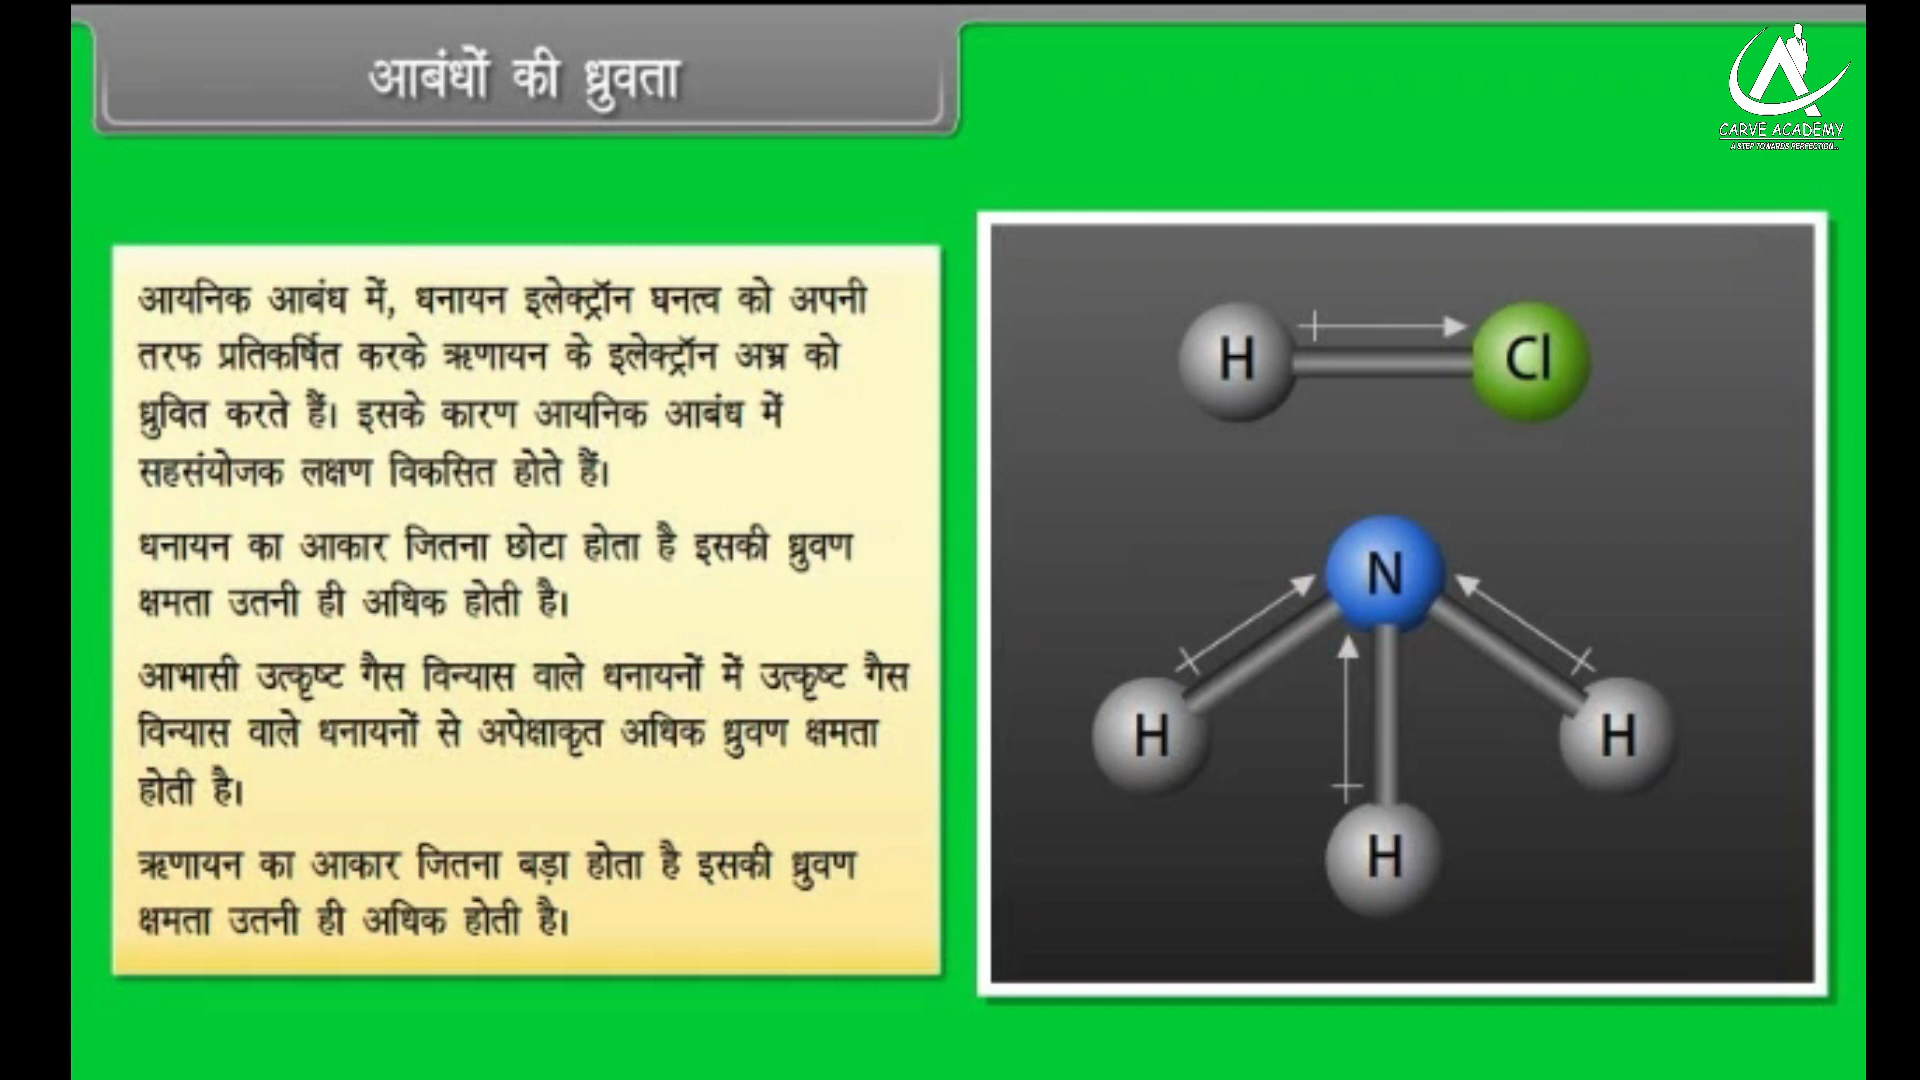 आबंधों की ध्रुवता
CARVE ACADEMY
A STEP TOWARDS PERFECTION...
आयनिक आबंध में, धनायन इलेक्ट्रॉन घनत्व को अपनी
तरफ प्रतिकर्षित करके ऋणायन के इलेक्ट्रॉन अभ्र को
ध्रुवित करते हैं। इसके कारण आयनिक आबंध में
सहसंयोजक लक्षण विकसित होते हैं।
धनायन का आकार जितना छोटा होता है इसकी ध्रुवण
क्षमता उतनी ही अधिक होती है।
आभासी उत्कृष्ट गैस विन्यास वाले धनायनों में उत्कृष्ट गैस
विन्यास वाले धनायनों से अपेक्षाकृत अधिक ध्रुवण क्षमता
होती है।
ऋणायन का आकार जितना बड़ा होता है इसकी ध्रुवण
क्षमता उतनी ही अधिक होती है।
H Cl
N
H H
H